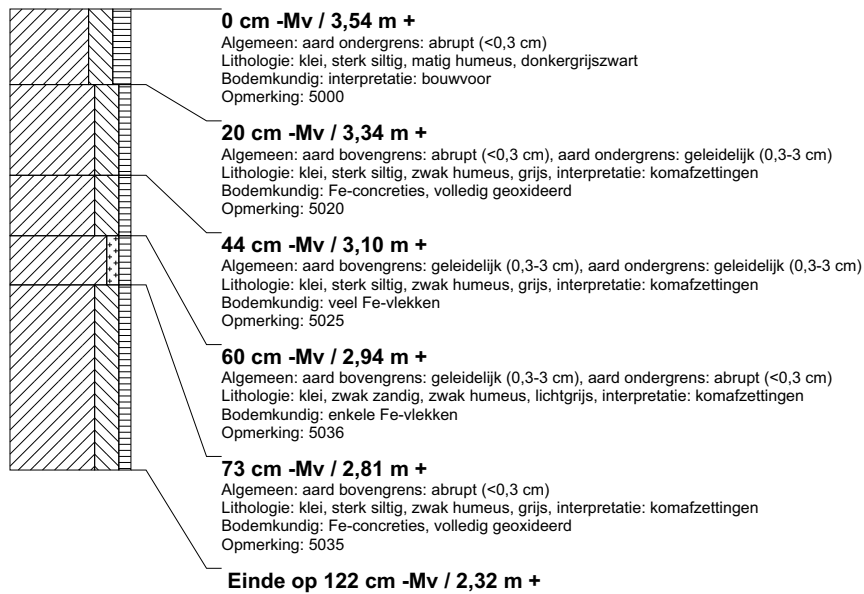 0 cm -Mv / 3,54 m +
Algemeen: aard ondergrens: abrupt (<0,3 cm)
Lithologie: klei, sterk siltig, matig humeus, donkergrijszwart
Bodemkundig: interpretatie: bouwvoor
Opmerking: 5000
20 cm -Mv / 3,34 m +
Algemeen: aard bovengrens: abrupt (<0,3 cm), aard ondergrens: geleidelijk (0,3-3 cm)
Lithologie: klei, sterk siltig, zwak humeus, grijs, interpretatie: komafzettingen
Bodemkundig: Fe-concreties, volledig geoxideerd
Opmerking: 5020
44 cm -Mv / 3,10 m +
Algemeen: aard bovengrens: geleidelijk (0,3-3 cm), aard ondergrens: geleidelijk (0,3-3 cm)
Lithologie: klei, sterk siltig, zwak humeus, grijs, interpretatie: komafzettingen
Bodemkundig: veel Fe-vlekken
Opmerking: 5025
60 cm -Mv / 2,94 m +
Algemeen: aard bovengrens: geleidelijk (0,3-3 cm), aard ondergrens: abrupt (<0,3 cm)
Lithologie: klei, zwak zandig, zwak humeus, lichtgrijs, interpretatie: komafzettingen
Bodemkundig: enkele Fe-vlekken
Opmerking: 5036
73 cm -Mv / 2,81 m +
Algemeen: aard bovengrens: abrupt (<0,3 cm)
Lithologie: klei, sterk siltig, zwak humeus, grijs, interpretatie: komafzettingen
Bodemkundig: Fe-concreties, volledig geoxideerd
Opmerking: 5035
Einde op 122 cm -Mv / 2,32 m +